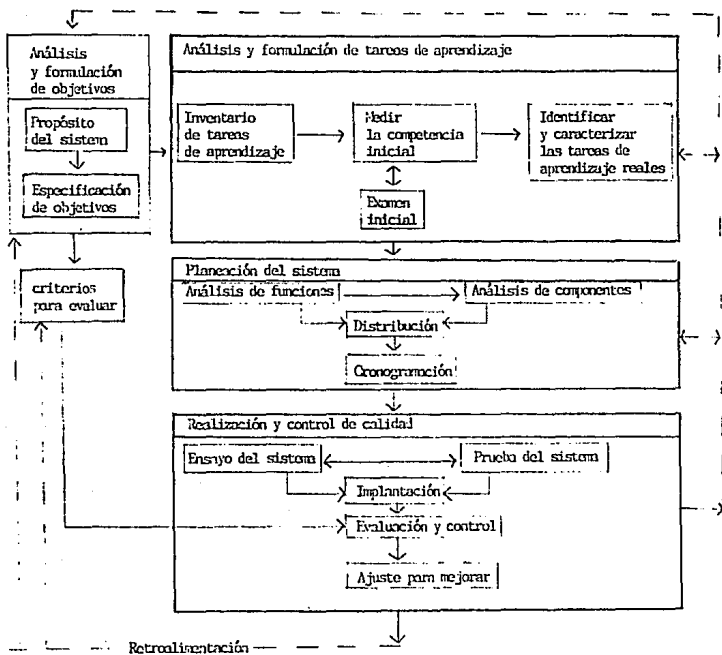 Análisis
y formulación
de objetivos
Propósito
del sistema
Especificación
de objetivos
criterios
para evaluar
Análisis y formulación de tareas de aprendizaje
Inventario
de tareas
de aprendizaje
Medir
la competencia
inicial
Identificar
y caracterizar
las tareas de
aprendizaje reales
Examen
inicial
Planeación del sistema
Análisis de funciones
Análisis de componentes
Distribución
Cronogramación
Realización y control de calidad
Ensayo del sistema
Prueba del sistema
Implantación
Evaluación y control
Ajuste para mejorar
Retroalimentación